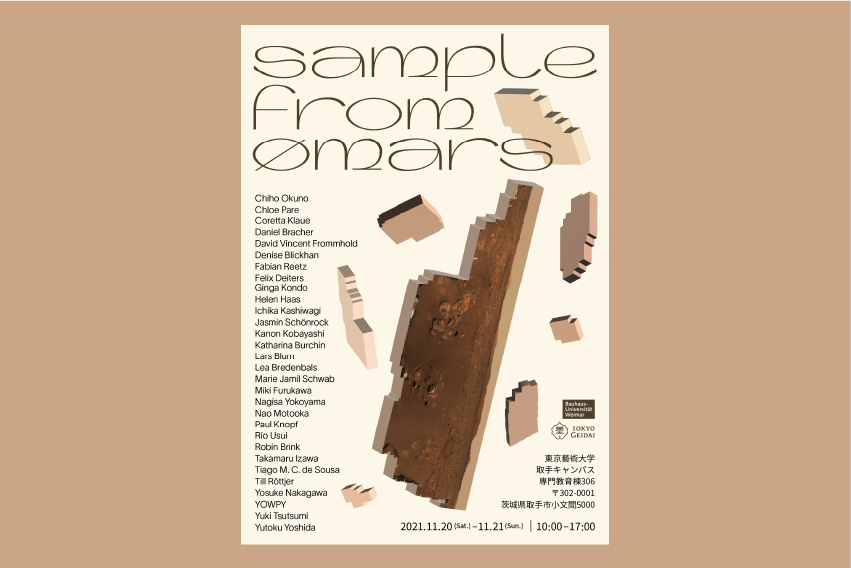 sample
from
ømars
Chiho Okuno
Chloe Pare
Coretta Klaue
Daniel Bracher
David Vincent Frommhold
Denise Blickhan
Fabian Reetz
Felix Deiters
Ginga Kondo
Helen Haas
Ichika Kashiwagi
Jasmin Schönrock
Kanon Kobayashi
Katharina Burchin
Lars Blum
Lea Bredenbals
Marie Jamil Schwab
Miki Furukawa
Nagisa Yokoyama
Nao Motooka
Paul Knopf
Rio Usui
Robin Brink
Takamaru Izawa
Tiago M. C. de Sousa
Till Röttjer
Yosuke Nakagawa
YOWPY
Yuki Tsutsumi
Yutoku Yoshida
Bauhaus-
Universität
Weimar
TOKYO
GEIDAI
東京藝術大学
取手キャンパス
専門教育棟306
〒302-0001
茨城県取手市小文間5000
2021.11.20(Sat.)–11.21(Sun.) | 10:00–17:00